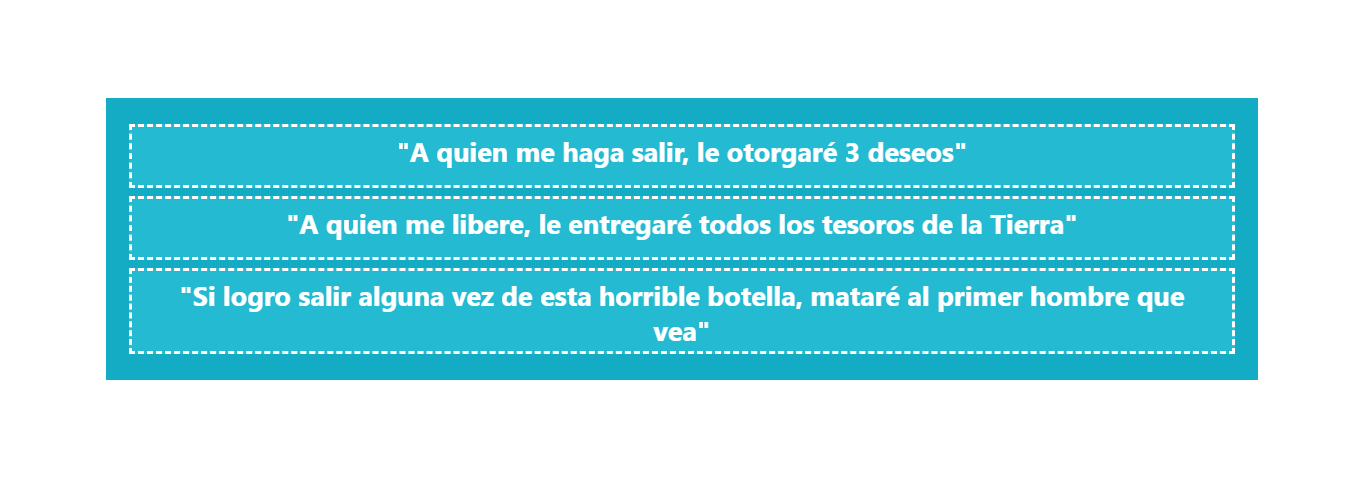 "A quien me haga salir, le otorgaré 3 deseos"
"A quien me libere, le entregaré todos los tesoros de la Tierra"
"Si logro salir alguna vez de esta horrible botella, mataré al primer hombre que
vea"